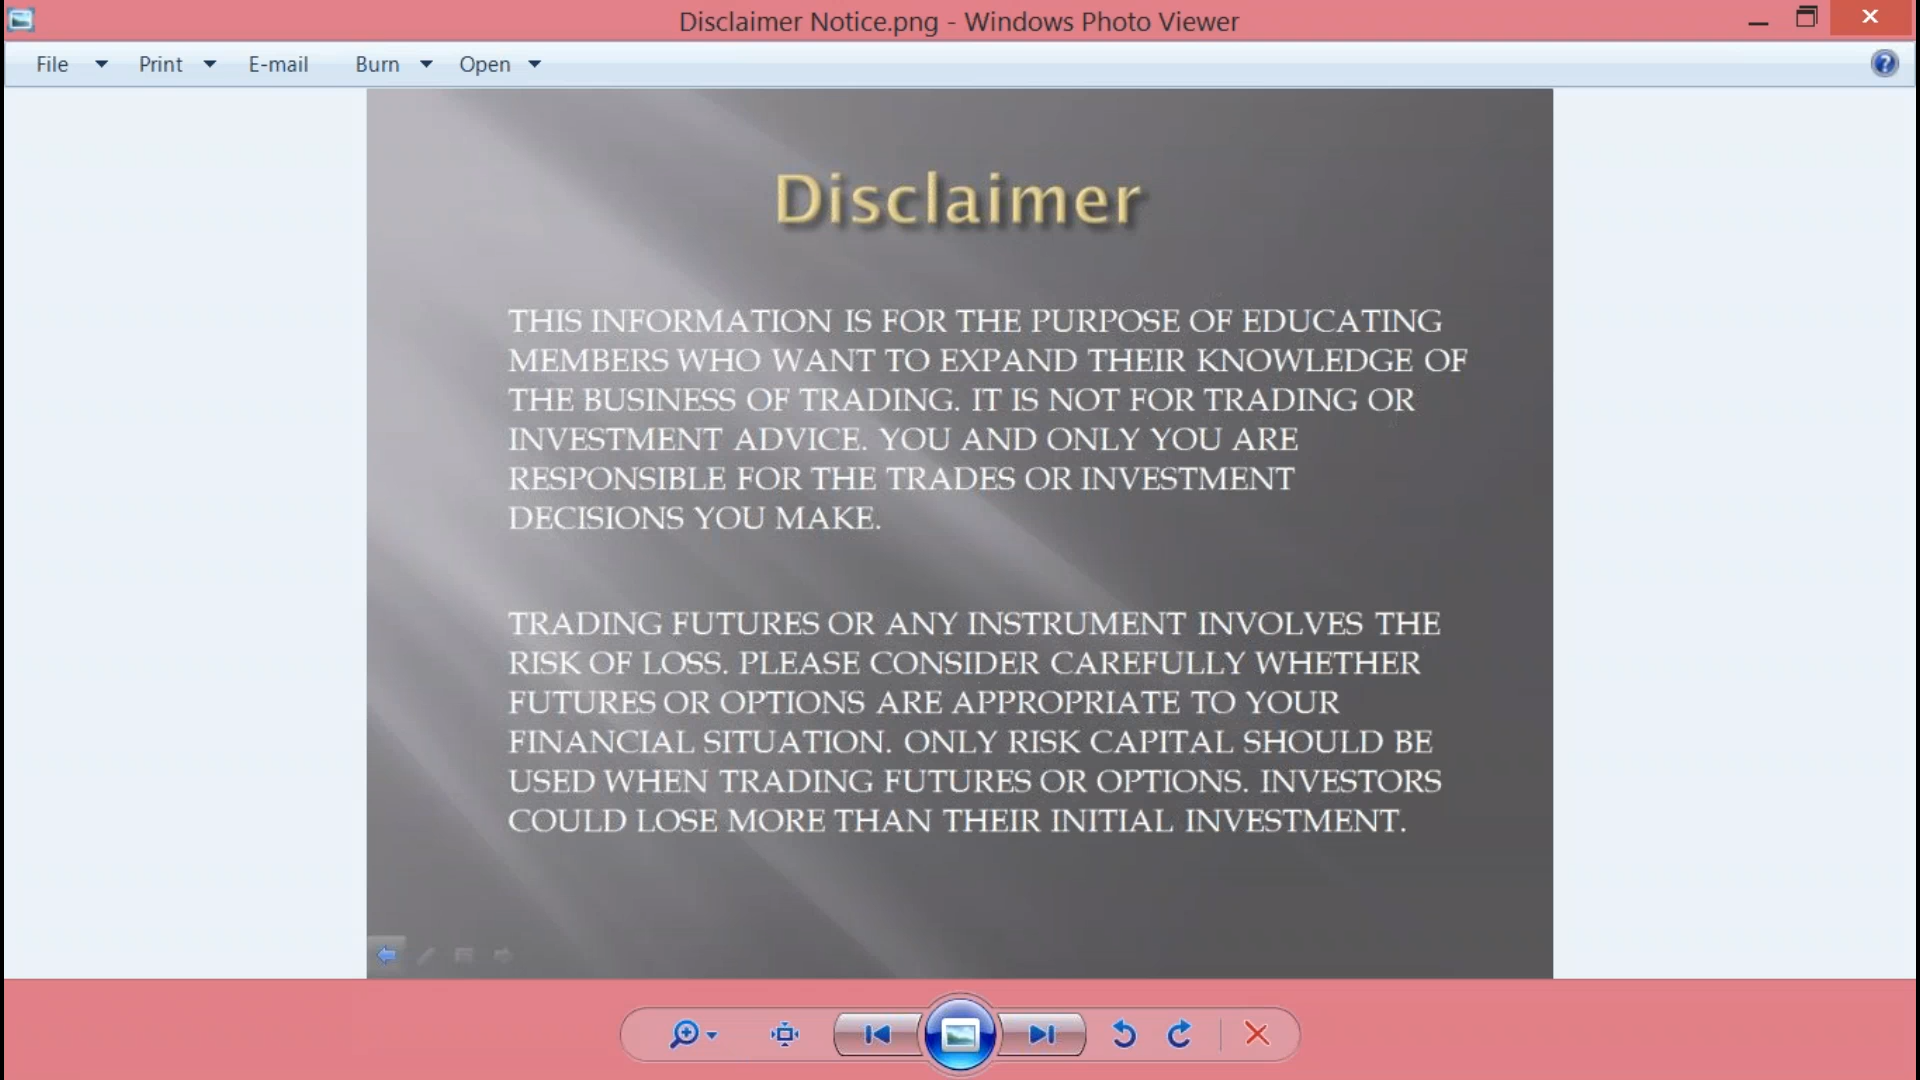 Disclaimer Notice.png - Windows Photo Viewer
File Print E-mail Burn Open
Disclaimer
THIS INFORMATION IS FOR THE PURPOSE OF EDUCATING
MEMBERS WHO WANT TO EXPAND THEIR KNOWLEDGE OF
THE BUSINESS OF TRADING. IT IS NOT FOR TRADING OR
INVESTMENT ADVICE. YOU AND ONLY YOU ARE
RESPONSIBLE FOR THE TRADES OR INVESTMENT
DECISIONS YOU MAKE.
TRADING FUTURES OR ANY INSTRUMENT INVOLVES THE
RISK OF LOSS. PLEASE CONSIDER CAREFULLY WHETHER
FUTURES OR OPTIONS ARE APPROPRIATE TO YOUR
FINANCIAL SITUATION. ONLY RISK CAPITAL SHOULD BE
USED WHEN TRADING FUTURES OR OPTIONS. INVESTORS
COULD LOSE MORE THAN THEIR INITIAL INVESTMENT.